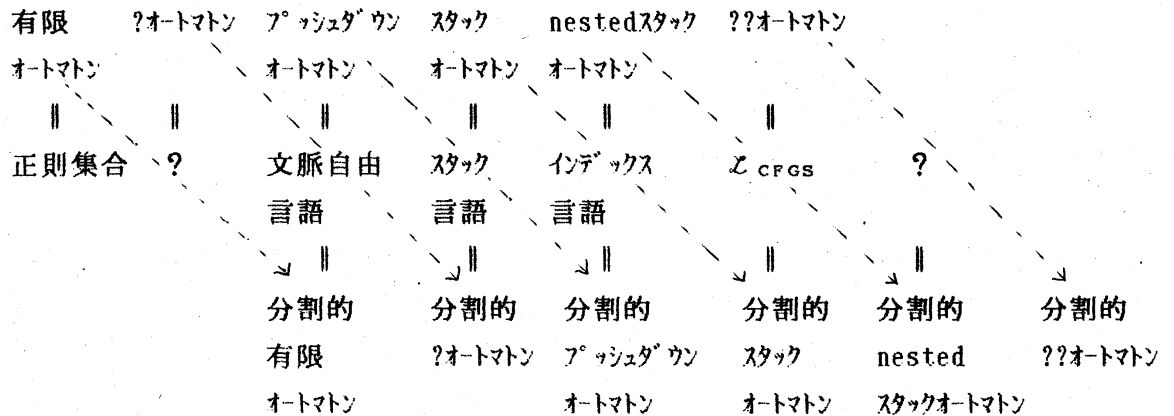 有限 ?オートマトン プッシュダウン スタック nestedスタック ??オートマトン
オートマトン オートマトン オートマトン オートマトン
∥ ∥ ∥ ∥ ∥ ∥
正則集合 ? 文脈自由 スタック インデックス ℒ CFGS ?
言語 言語 言語
∥ ∥ ∥ ∥ ∥
分割的 分割的 分割的 分割的 分割的 分割的
有限 ?オートマトン プッシュダウン スタック nested ??オートマトン
オートマトン オートマトン オートマトン スタックオートマトン